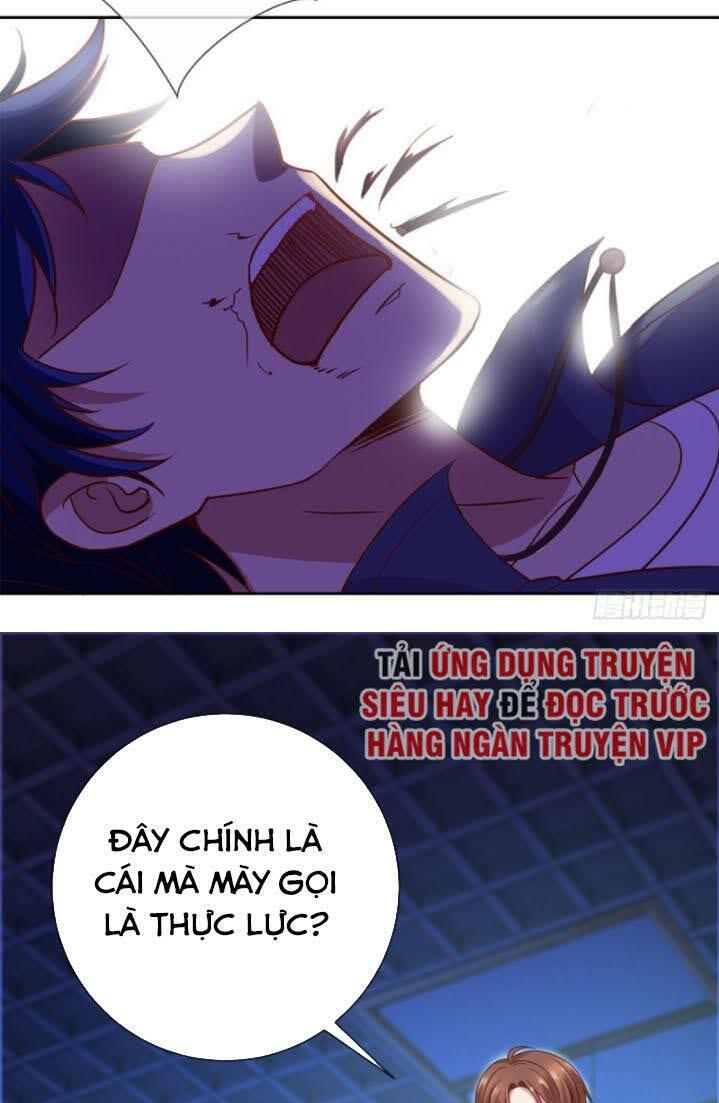 TẢI ỨNG DỤNG TRUYỆN
SIÊU HAY ĐỂ ĐỌC TRƯỚC
HÀNG NGÀN TRUYỆN VIP
ĐÂY CHÍNH LÀ
CÁI MÀ MÀY GỌI
LÀ THỰC LỰC?